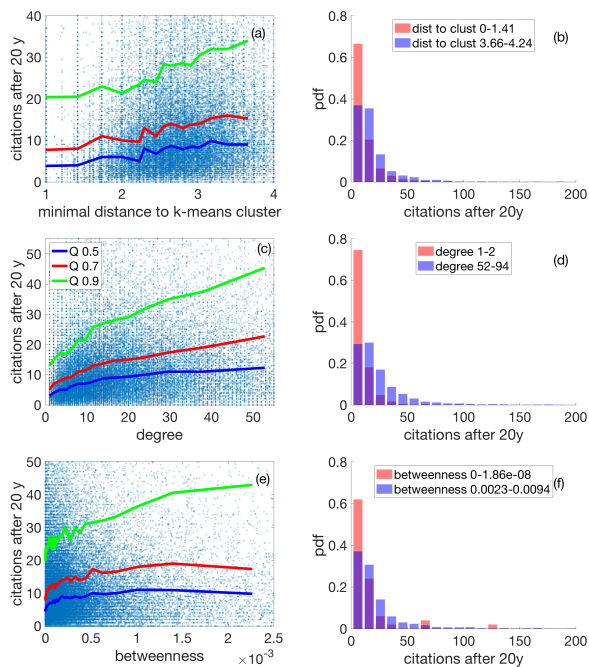 40
30
20
10
0
citations after 20 y
(a)
1 2 3 4
minimal distance to k-means cluster
0.8
0.6
0.4
0.2
0
pdf
dist to clust 0-1.41
dist to clust 3.66-4.24
(b)
0 50 100 150 200
citations after 20y
50
40
30
20
10
0
citations after 20 y
Q 0.5
Q 0.7
Q 0.9
(c)
0 10 20 30 40 50
degree
0.8
0.6
0.4
0.2
0
pdf
degree 1-2
degree 52-94
(d)
0 50 100 150 200
citations after 20y
50
40
30
20
10
0
citations after 20 y
(e)
0 0.5 1 1.5 2 2.5
betweenness ×10-3
0.8
0.6
0.4
0.2
0
pdf
betweenness 0-1.86e-08
betweenness 0.0023-0.0094
(f)
0 50 100 150 200
citations after 20y